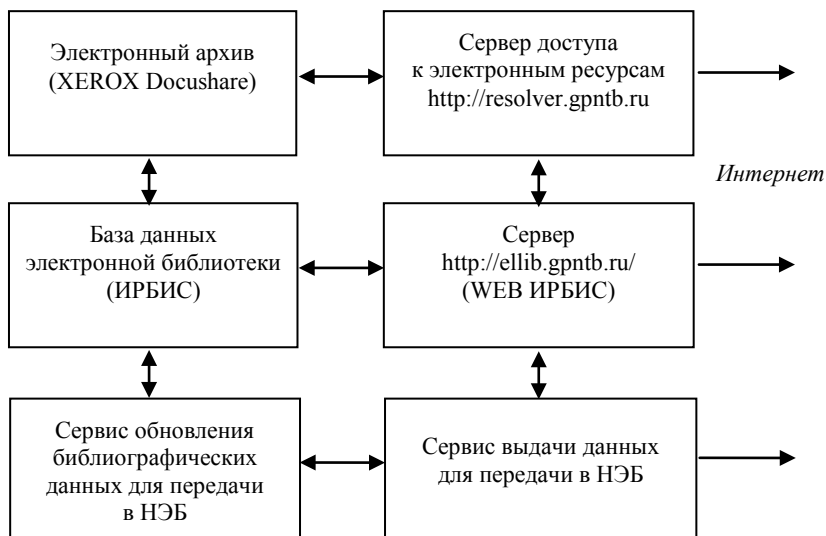 Электронный архив
(XEROX Docushare)
Сервер доступа
к электронным ресурсам
http://resolver.gpntb.ru
Интернет
База данных
электронной библиотеки
(ИРБИС)
Сервер
http://ellib.gpntb.ru/
(WEB ИРБИС)
Сервис обновления
библиографических
данных для передачи
в НЭБ
Сервис выдачи данных
для передачи в НЭБ